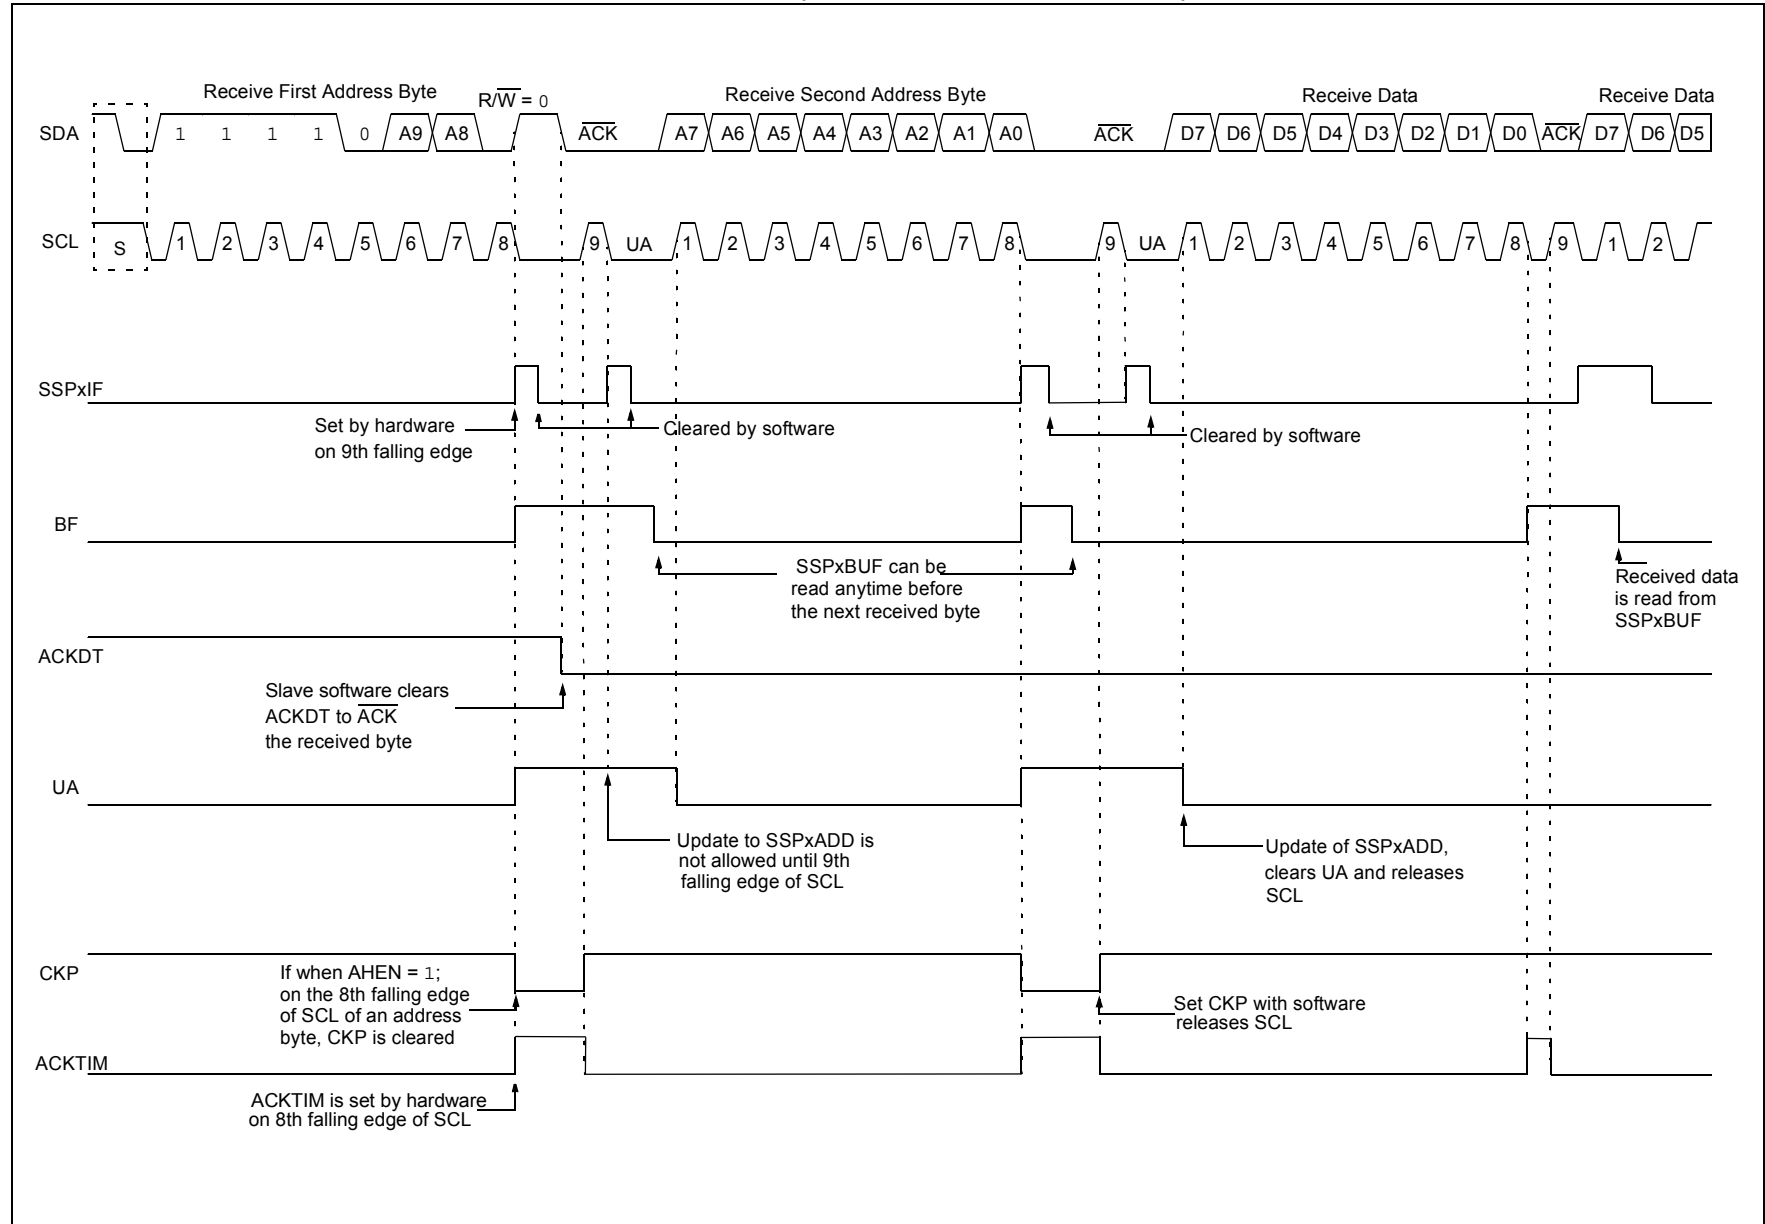 Receive First Address Byte
R/W = 0
Receive Second Address Byte
Receive Data
Receive Data
SDA
1 1 1 1 0 A9 A8 ACK A7 A6 A5 A4 A3 A2 A1 A0 ACK D7 D6 D5 D4 D3 D2 D1 D0 ACK D7 D6 D5
SCL
S 1 2 3 4 5 6 7 8 9 UA 1 2 3 4 5 6 7 8 9 UA 1 2 3 4 5 6 7 8 9 1 2
SSPxIF
Set by hardware
on 9th falling edge
Cleared by software
Cleared by software
BF
SSPxBUF can be
read anytime before
the next received byte
Received data
is read from
SSPxBUF
ACKDT
Slave software clears
ACKDT to ACK
the received byte
UA
Update to SSPxADD is
not allowed until 9th
falling edge of SCL
Update of SSPxADD,
clears UA and releases
SCL
CKP
If when AHEN = 1;
on the 8th falling edge
of SCL of an address
byte, CKP is cleared
Set CKP with software
releases SCL
ACKTIM
ACKTIM is set by hardware
on 8th falling edge of SCL